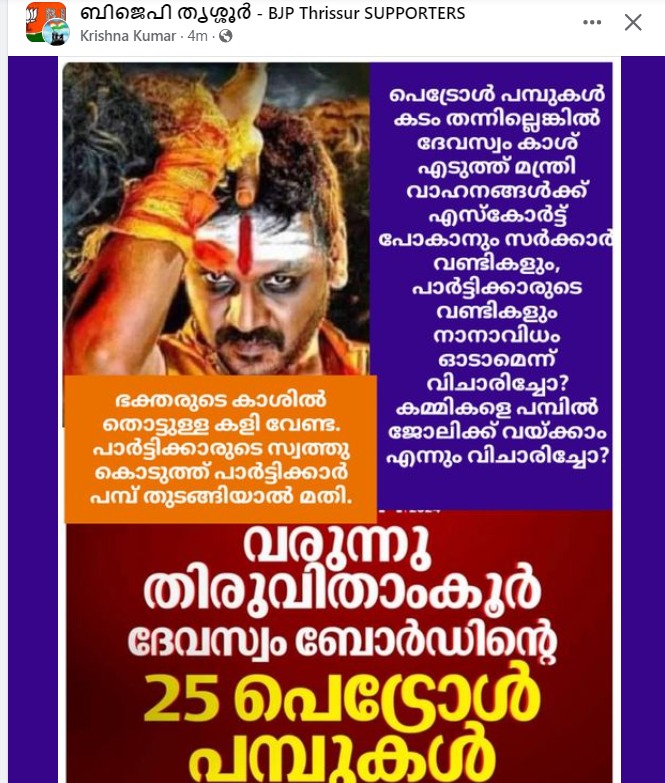 ബിജെപി തൃശ്ശൂർ - BJP Thrissur SUPPORTERS
Krishna Kumar · 4m ·
പെട്രോൾ പമ്പുകൾ
കടം തന്നില്ലെങ്കിൽ
ദേവസ്വം കാശ്
എടുത്ത് മന്ത്രി
വാഹനങ്ങൾക്ക്
എസ്കോർട്ട്
പോകാനും സർക്കാർ
വണ്ടികളും,
പാർട്ടിക്കാരുടെ
വണ്ടികളും
നാനാവിധം
ഓടാമെന്ന്
വിചാരിച്ചോ?
കമ്മികളെ പമ്പിൽ
ജോലിക്ക് വയ്ക്കാം
എന്നും വിചാരിച്ചോ?
ഭക്തരുടെ കാശിൽ
തൊട്ടുള്ള കളി വേണ്ട.
പാർട്ടിക്കാരുടെ സ്വത്തു
കൊടുത്ത് പാർട്ടിക്കാർ
പമ്പ് തുടങ്ങിയാൽ മതി.
വരുന്നു
തിരുവിതാംകൂർ
ദേവസ്വം ബോർഡിന്റെ
25 പെട്രോൾ
പമ്പുകൾ